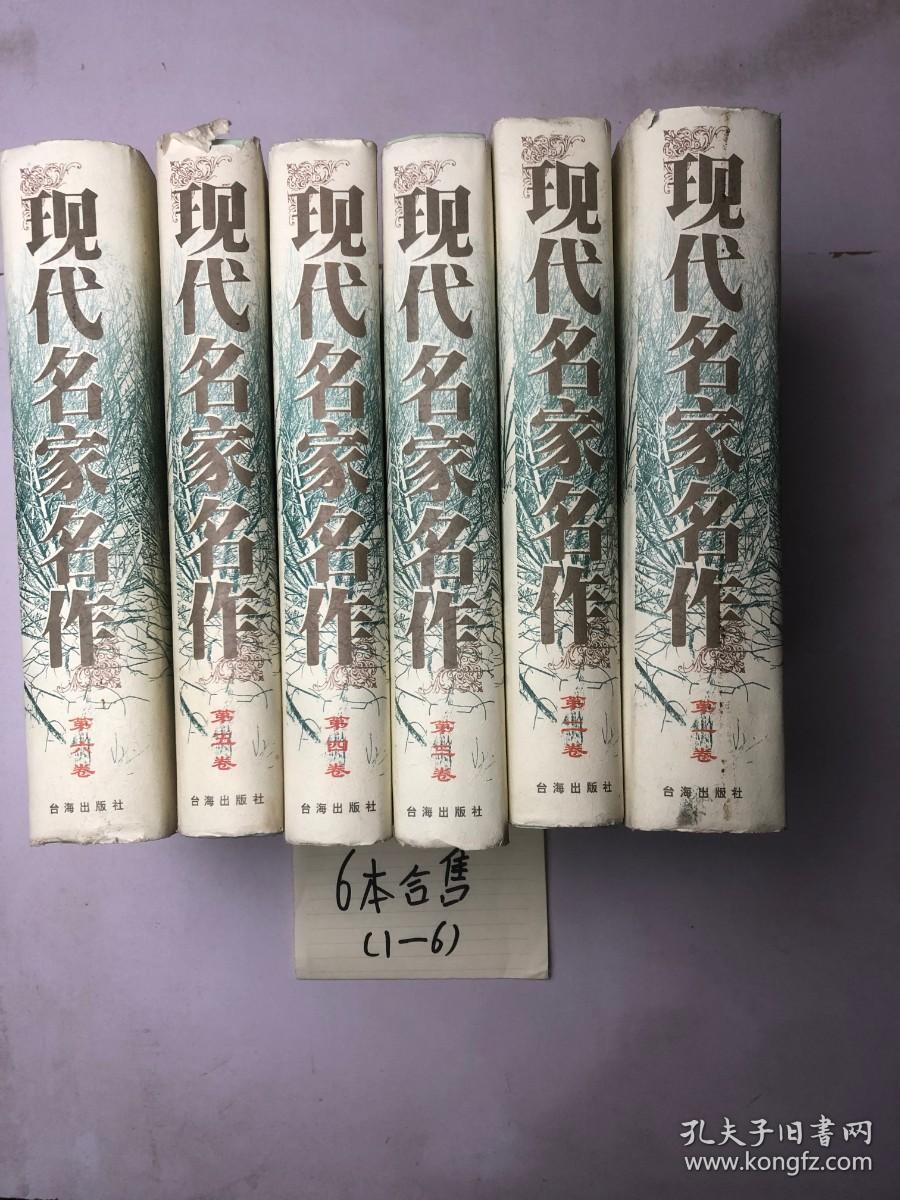 现代名家名作
第六卷
台海出版社
现代名家名作
第五卷
台海出版社
现代名家名作
第四卷
台海出版社
现代名家名作
第三卷
台海出版社
现代名家名作
第二卷
台海出版社
现代名家名作
第一卷
台海出版社
6本合售
(1—6)
孔夫子旧书网
www.kongfz.com